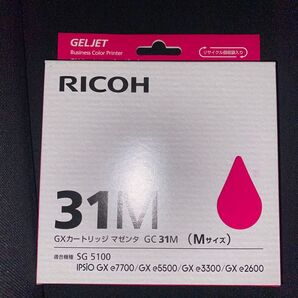 GELJET
Business Color Printer
リサイクル回収袋入り
RICOH
31M
GXカートリッジ マゼンタ GC 31M （Mサイズ）
適合機種 SG 5100
IPSiO GX e7700/GX e5500/GX e3300/GX e2600